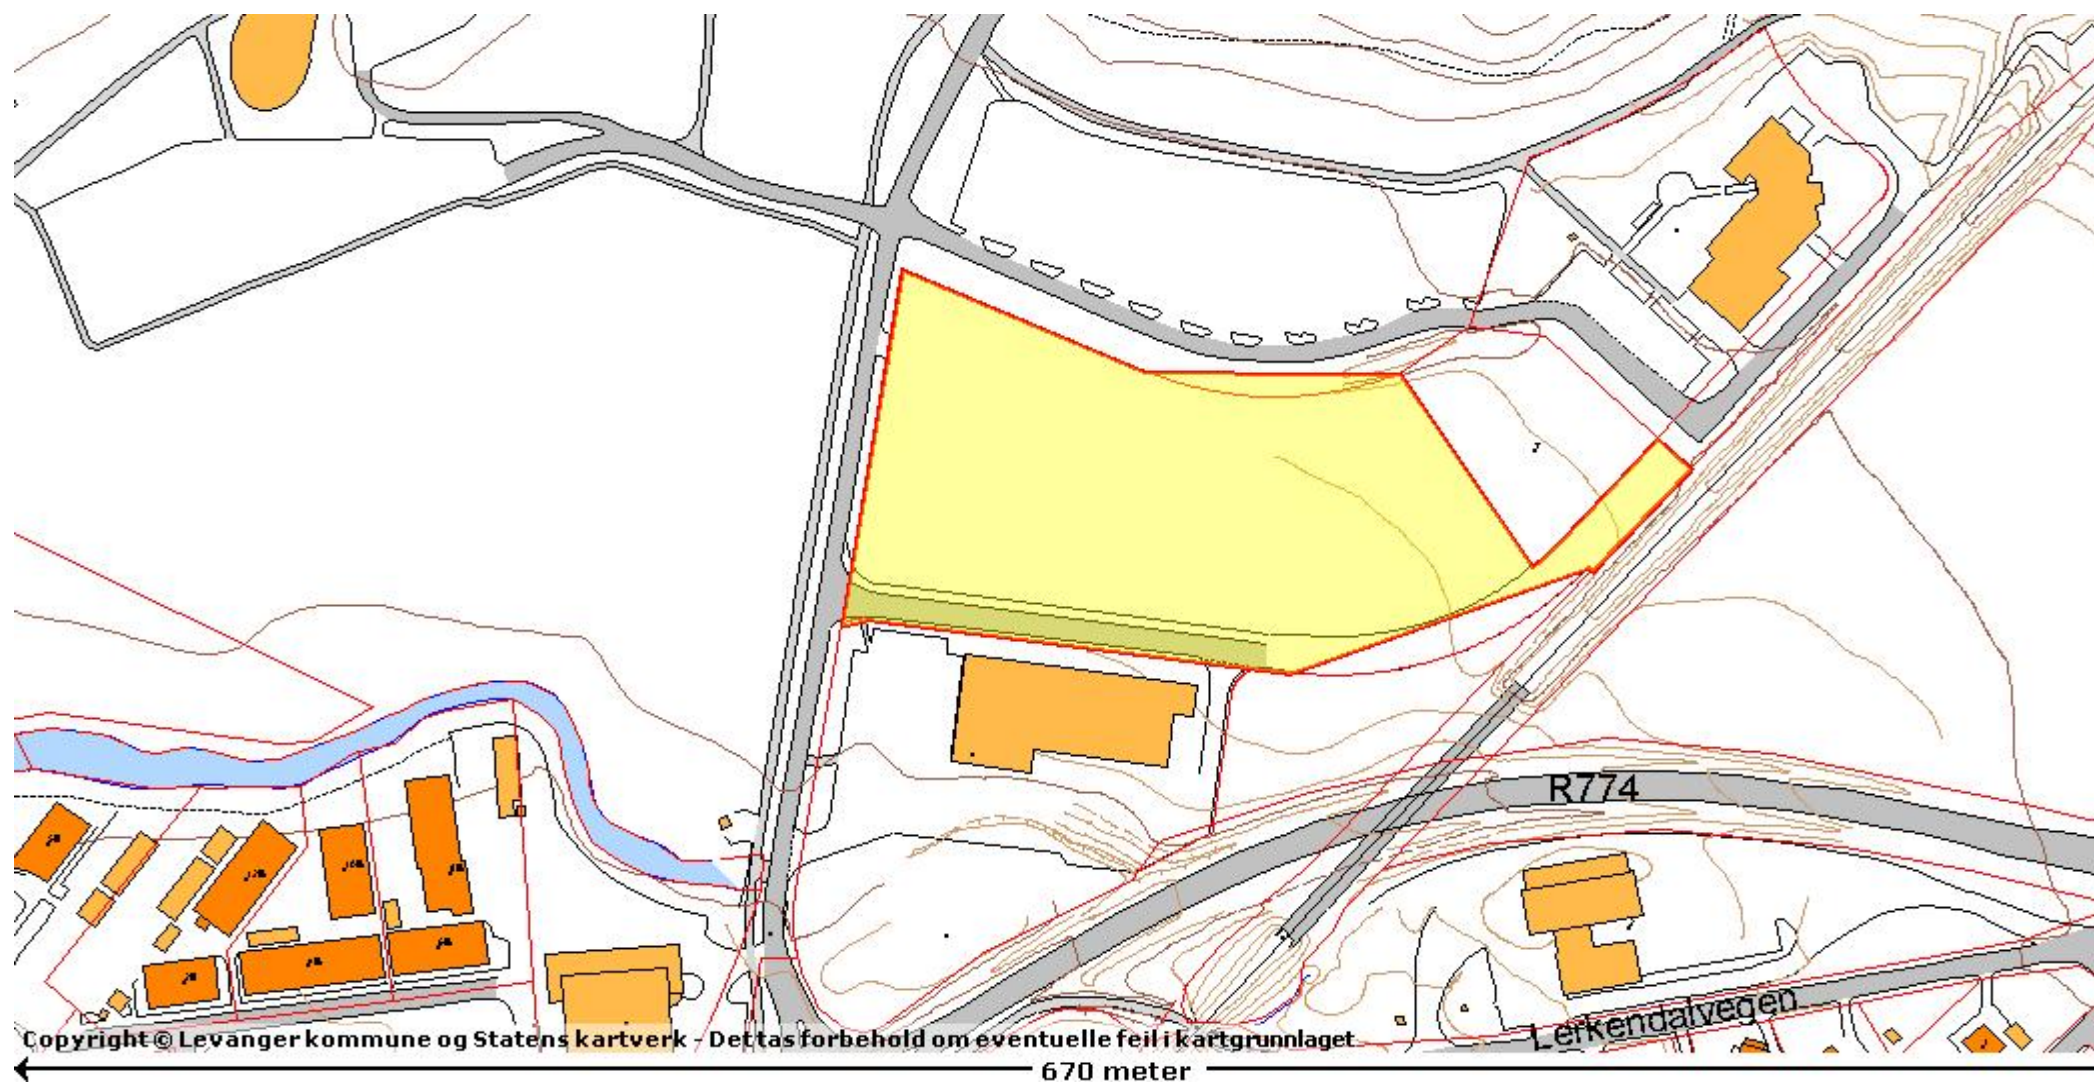 R774
Lerkendalvegen
Copyright © Levanger kommune og Statens kartverk - Det tas forbehold om eventuelle feil i kartgrunnlaget
670 meter